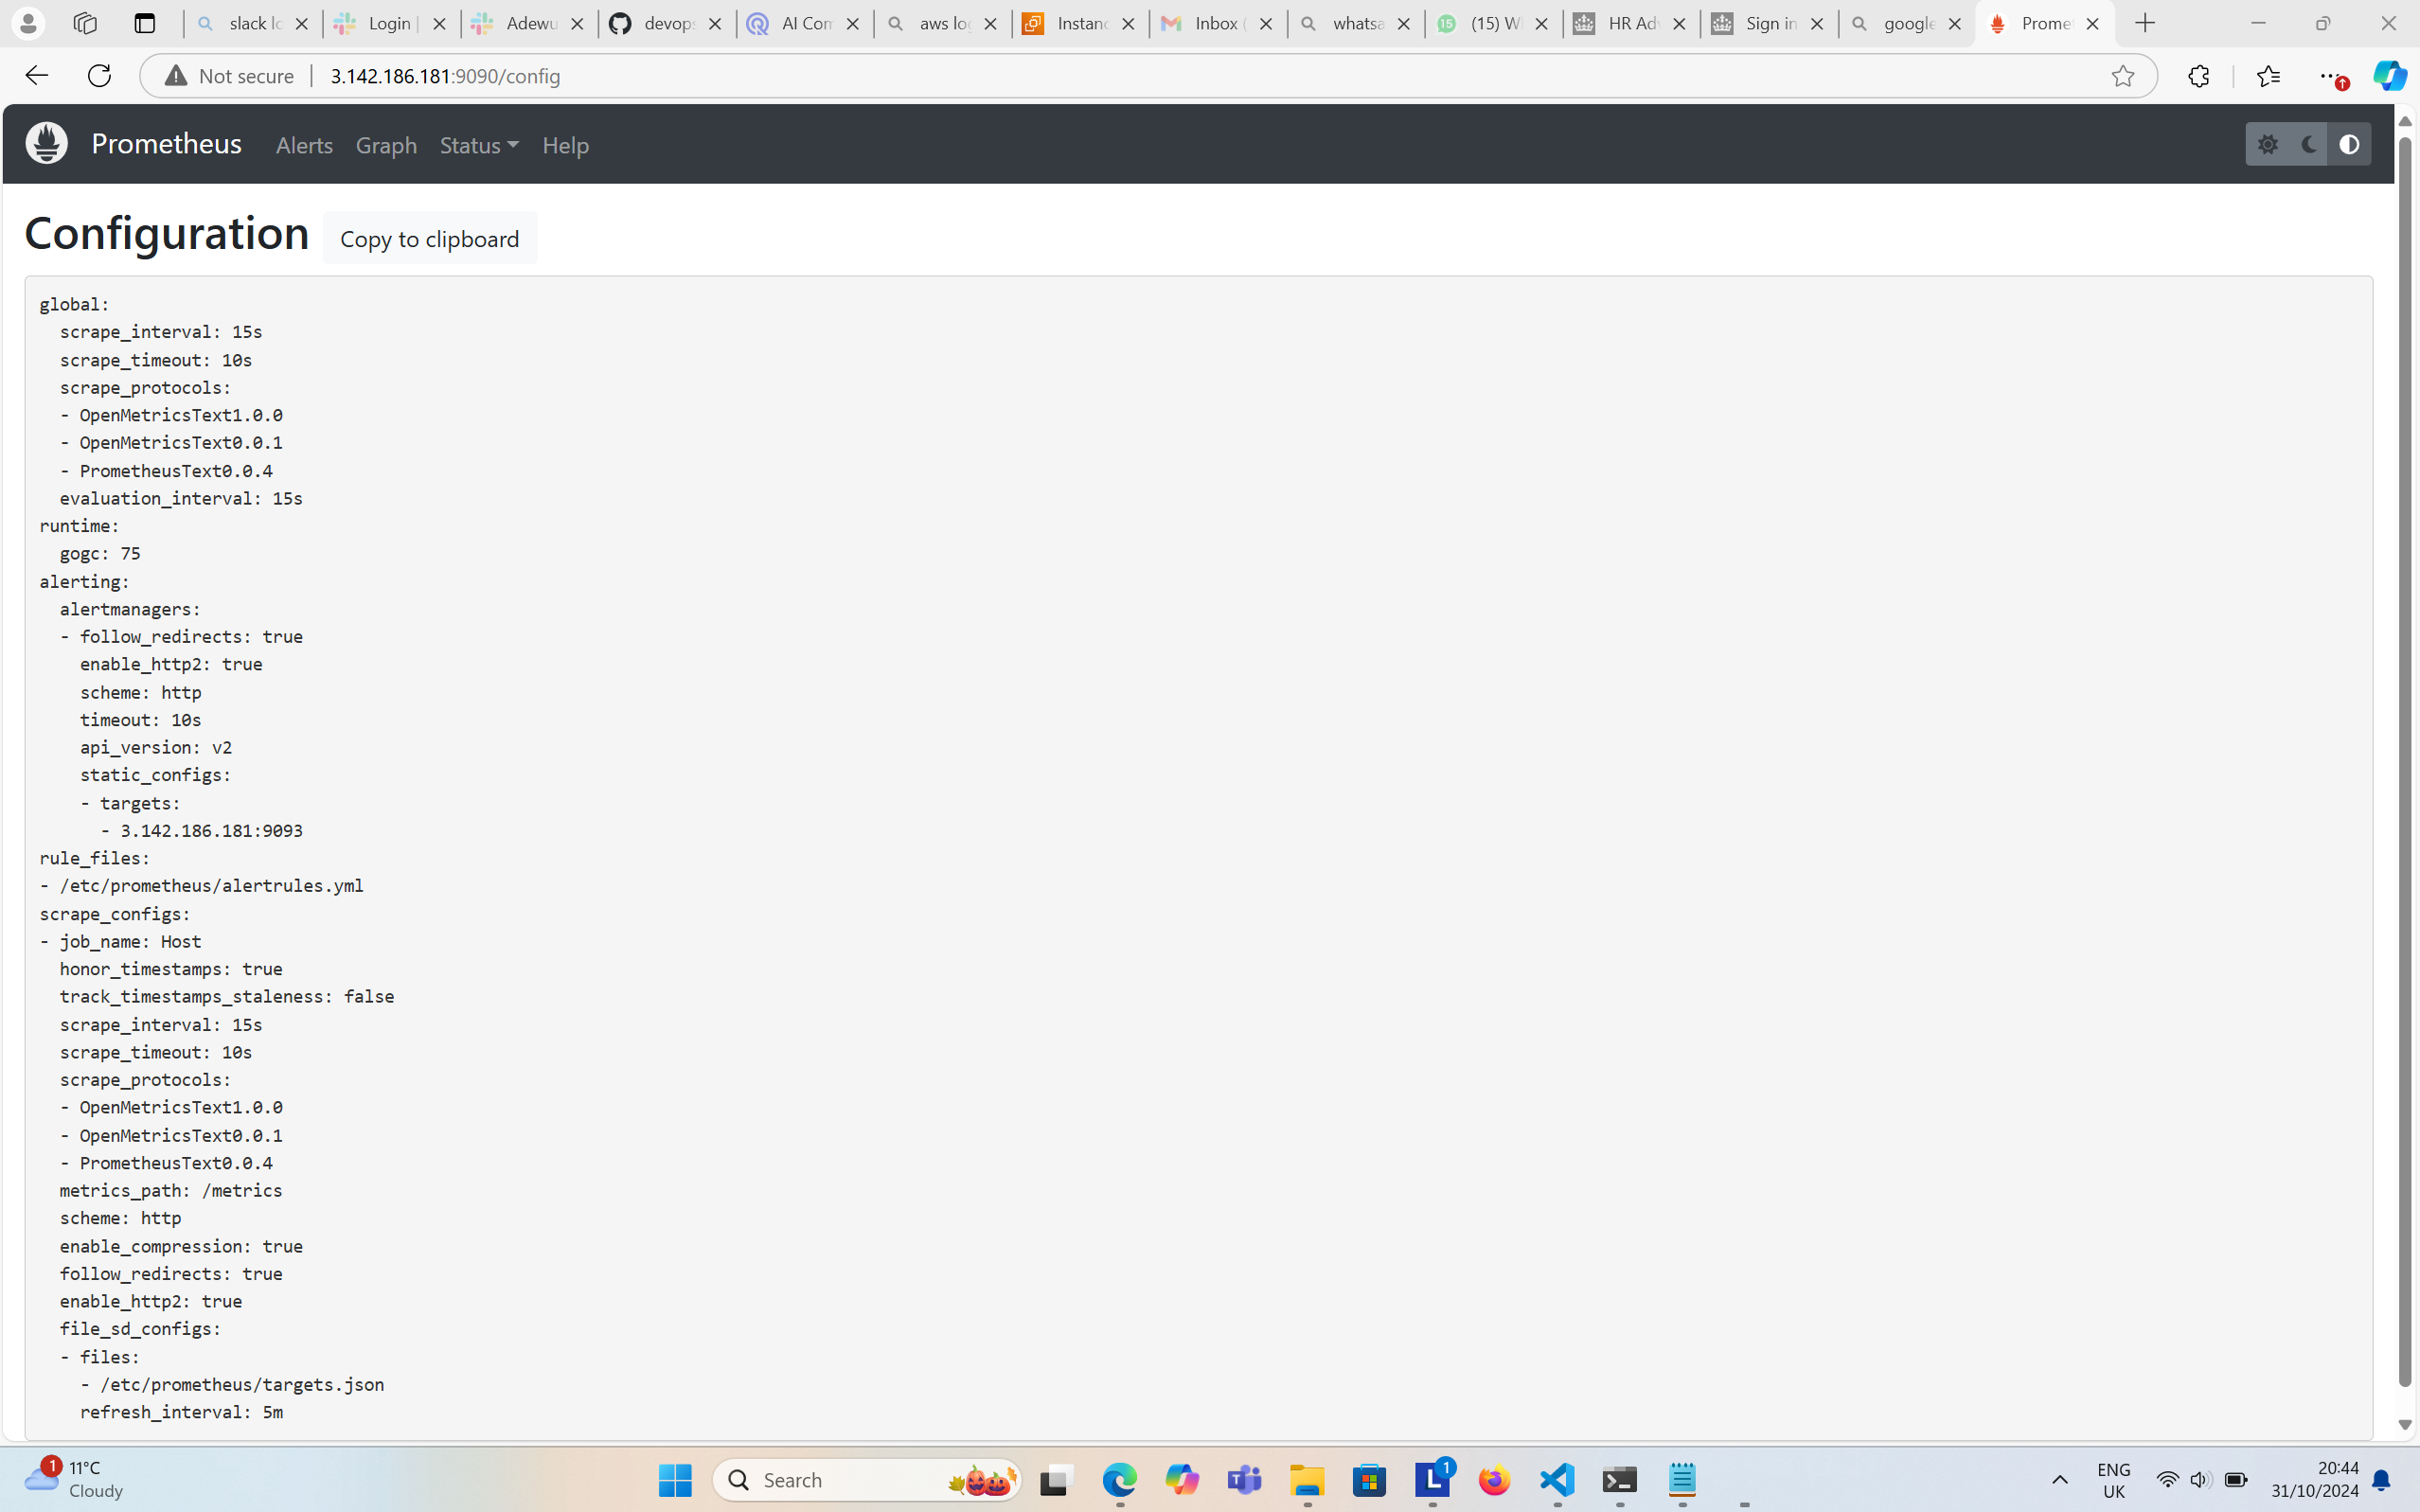 slack lo
Login |
Adewu
devops
AI Com
aws log
Instanc
Inbox (
whatsa
15
(15) W
HR Adv
Sign in
google
Promet
Not secure
3.142.186.181:9090/config
Prometheus
Alerts
Graph
Status
Help
Configuration
Copy to clipboard
global:
  scrape_interval: 15s
  scrape_timeout: 10s
  scrape_protocols:
  - OpenMetricsText1.0.0
  - OpenMetricsText0.0.1
  - PrometheusText0.0.4
  evaluation_interval: 15s
runtime:
  gogc: 75
alerting:
  alertmanagers:
  - follow_redirects: true
    enable_http2: true
    scheme: http
    timeout: 10s
    api_version: v2
    static_configs:
    - targets:
      - 3.142.186.181:9093
rule_files:
- /etc/prometheus/alertrules.yml
scrape_configs:
- job_name: Host
  honor_timestamps: true
  track_timestamps_staleness: false
  scrape_interval: 15s
  scrape_timeout: 10s
  scrape_protocols:
  - OpenMetricsText1.0.0
  - OpenMetricsText0.0.1
  - PrometheusText0.0.4
  metrics_path: /metrics
  scheme: http
  enable_compression: true
  follow_redirects: true
  enable_http2: true
  file_sd_configs:
  - files:
    - /etc/prometheus/targets.json
    refresh_interval: 5m
1
11°C
Cloudy
Search
L
1
ENG
UK
20:44
31/10/2024